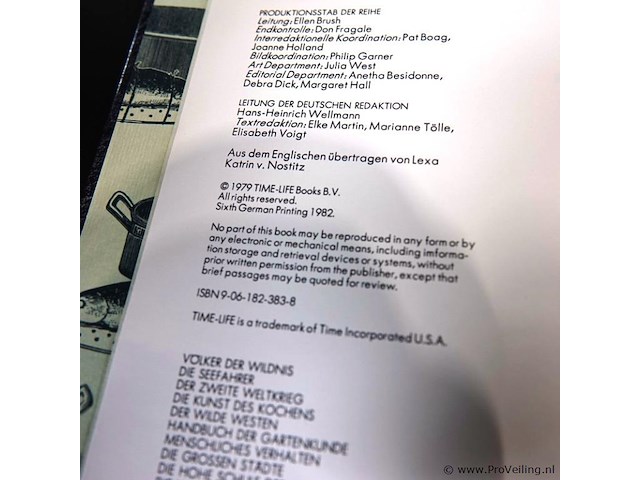 PRODUKTIONSSTAB DER REIHE
Leitung: Ellen Brush
Endkontrolle: Don Fragale
Interredaktionelle Koordination: Pat Boag,
Joanne Holland
Bildkoordination: Philip Garner
Art Department: Julia West
Editorial Department: Anetha Besidonne,
Debra Dick, Margaret Hall
LEITUNG DER DEUTSCHEN REDAKTION
Hans-Heinrich Wellmann
Textredaktion: Elke Martin, Marianne Tölle,
Elisabeth Voigt
Aus dem Englischen übertragen von Lexa
Katrin v. Nostitz
© 1979 TIME-LIFE Books B.V.
All rights reserved.
Sixth German Printing 1982.
No part of this book may be reproduced in any form or by
any electronic or mechanical means, including imforma-
tion storage and retrieval devices or systems, without
prior written permission from the publisher, except that
brief passages may be quoted for review.
ISBN 9-06-182-383-8
TIME-LIFE is a trademark of Time Incorporated U.S.A.
VÖLKER DER WILDNIS
DIE SEEFAHRER
DER ZWEITE WELTKRIEG
DIE KUNST DES KOCHENS
DER WILDE WESTEN
HANDBUCH DER GARTENKUNDE
MENSCHLICHES VERHALTEN
DIE GROSSEN STÄDTE
DIE HOHE
© www.ProVeiling.nl